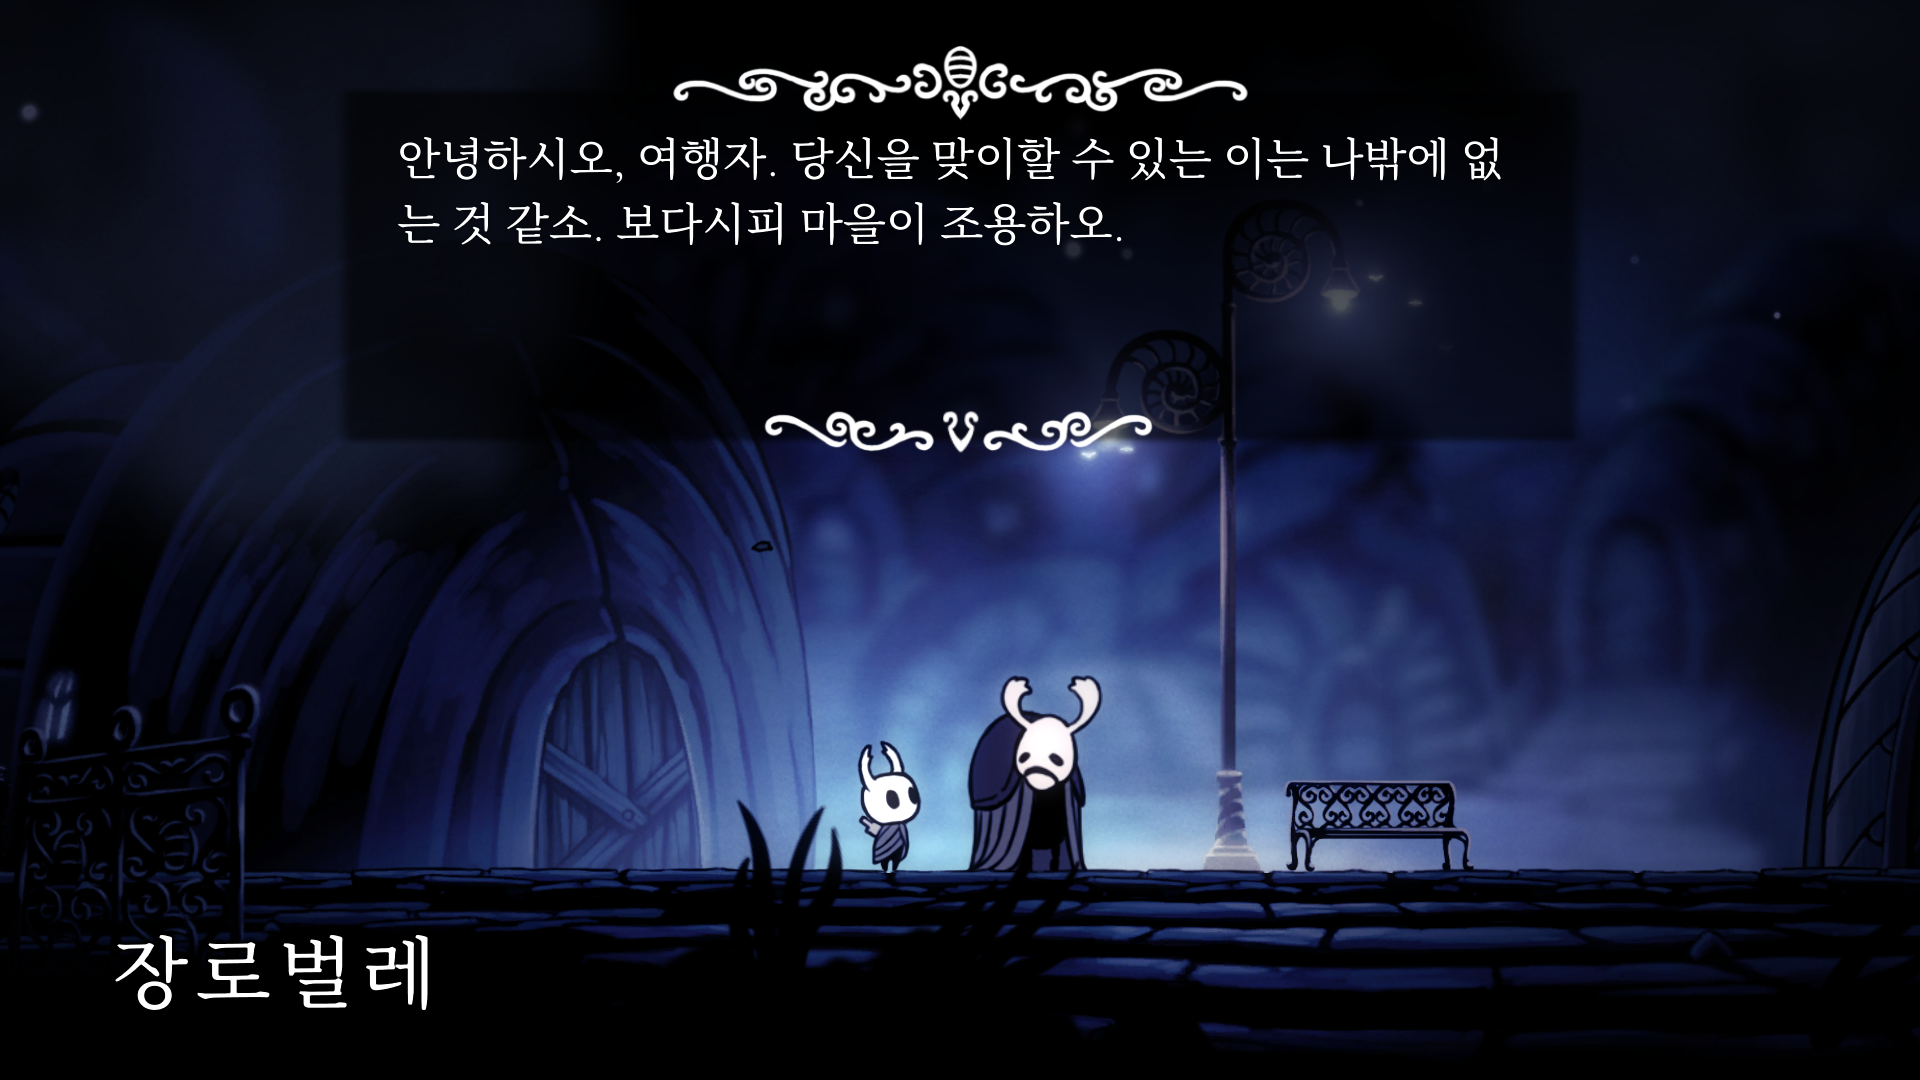 안녕하시오, 여행자. 당신을 맞이할 수 있는 이는 나밖에 없
는 것 같소. 보다시피 마을이 조용하오.
장로벌레